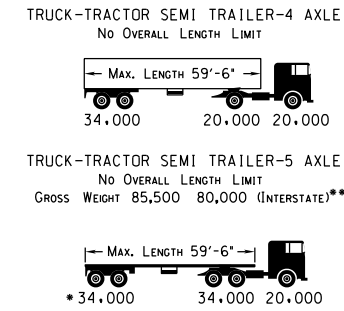 TRUCK-TRACTOR SEMI TRAILER-4 AXLE
NO OVERALL LENGTH LIMIT
MAX. LENGTH 59'-6"
34,000 20,000 20,000
TRUCK-TRACTOR SEMI TRAILER-5 AXLE
NO OVERALL LENGTH LIMIT
GROSS WEIGHT 85,500 80,000 (INTERSTATE)**
MAX. LENGTH 59'-6"
*34,000 34,000 20,000